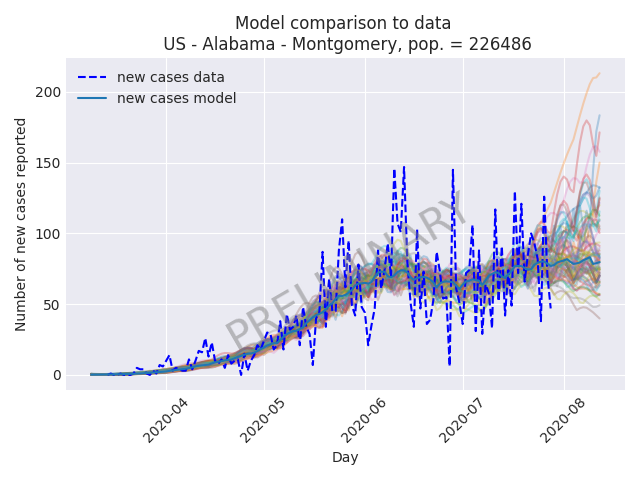 Model comparison to data
US - Alabama - Montgomery, pop. = 226486
new cases data
new cases model
Number of new cases reported
200
150
100
50
0
PRELIMINARY
2020-04
2020-05
2020-06
2020-07
2020-08
Day